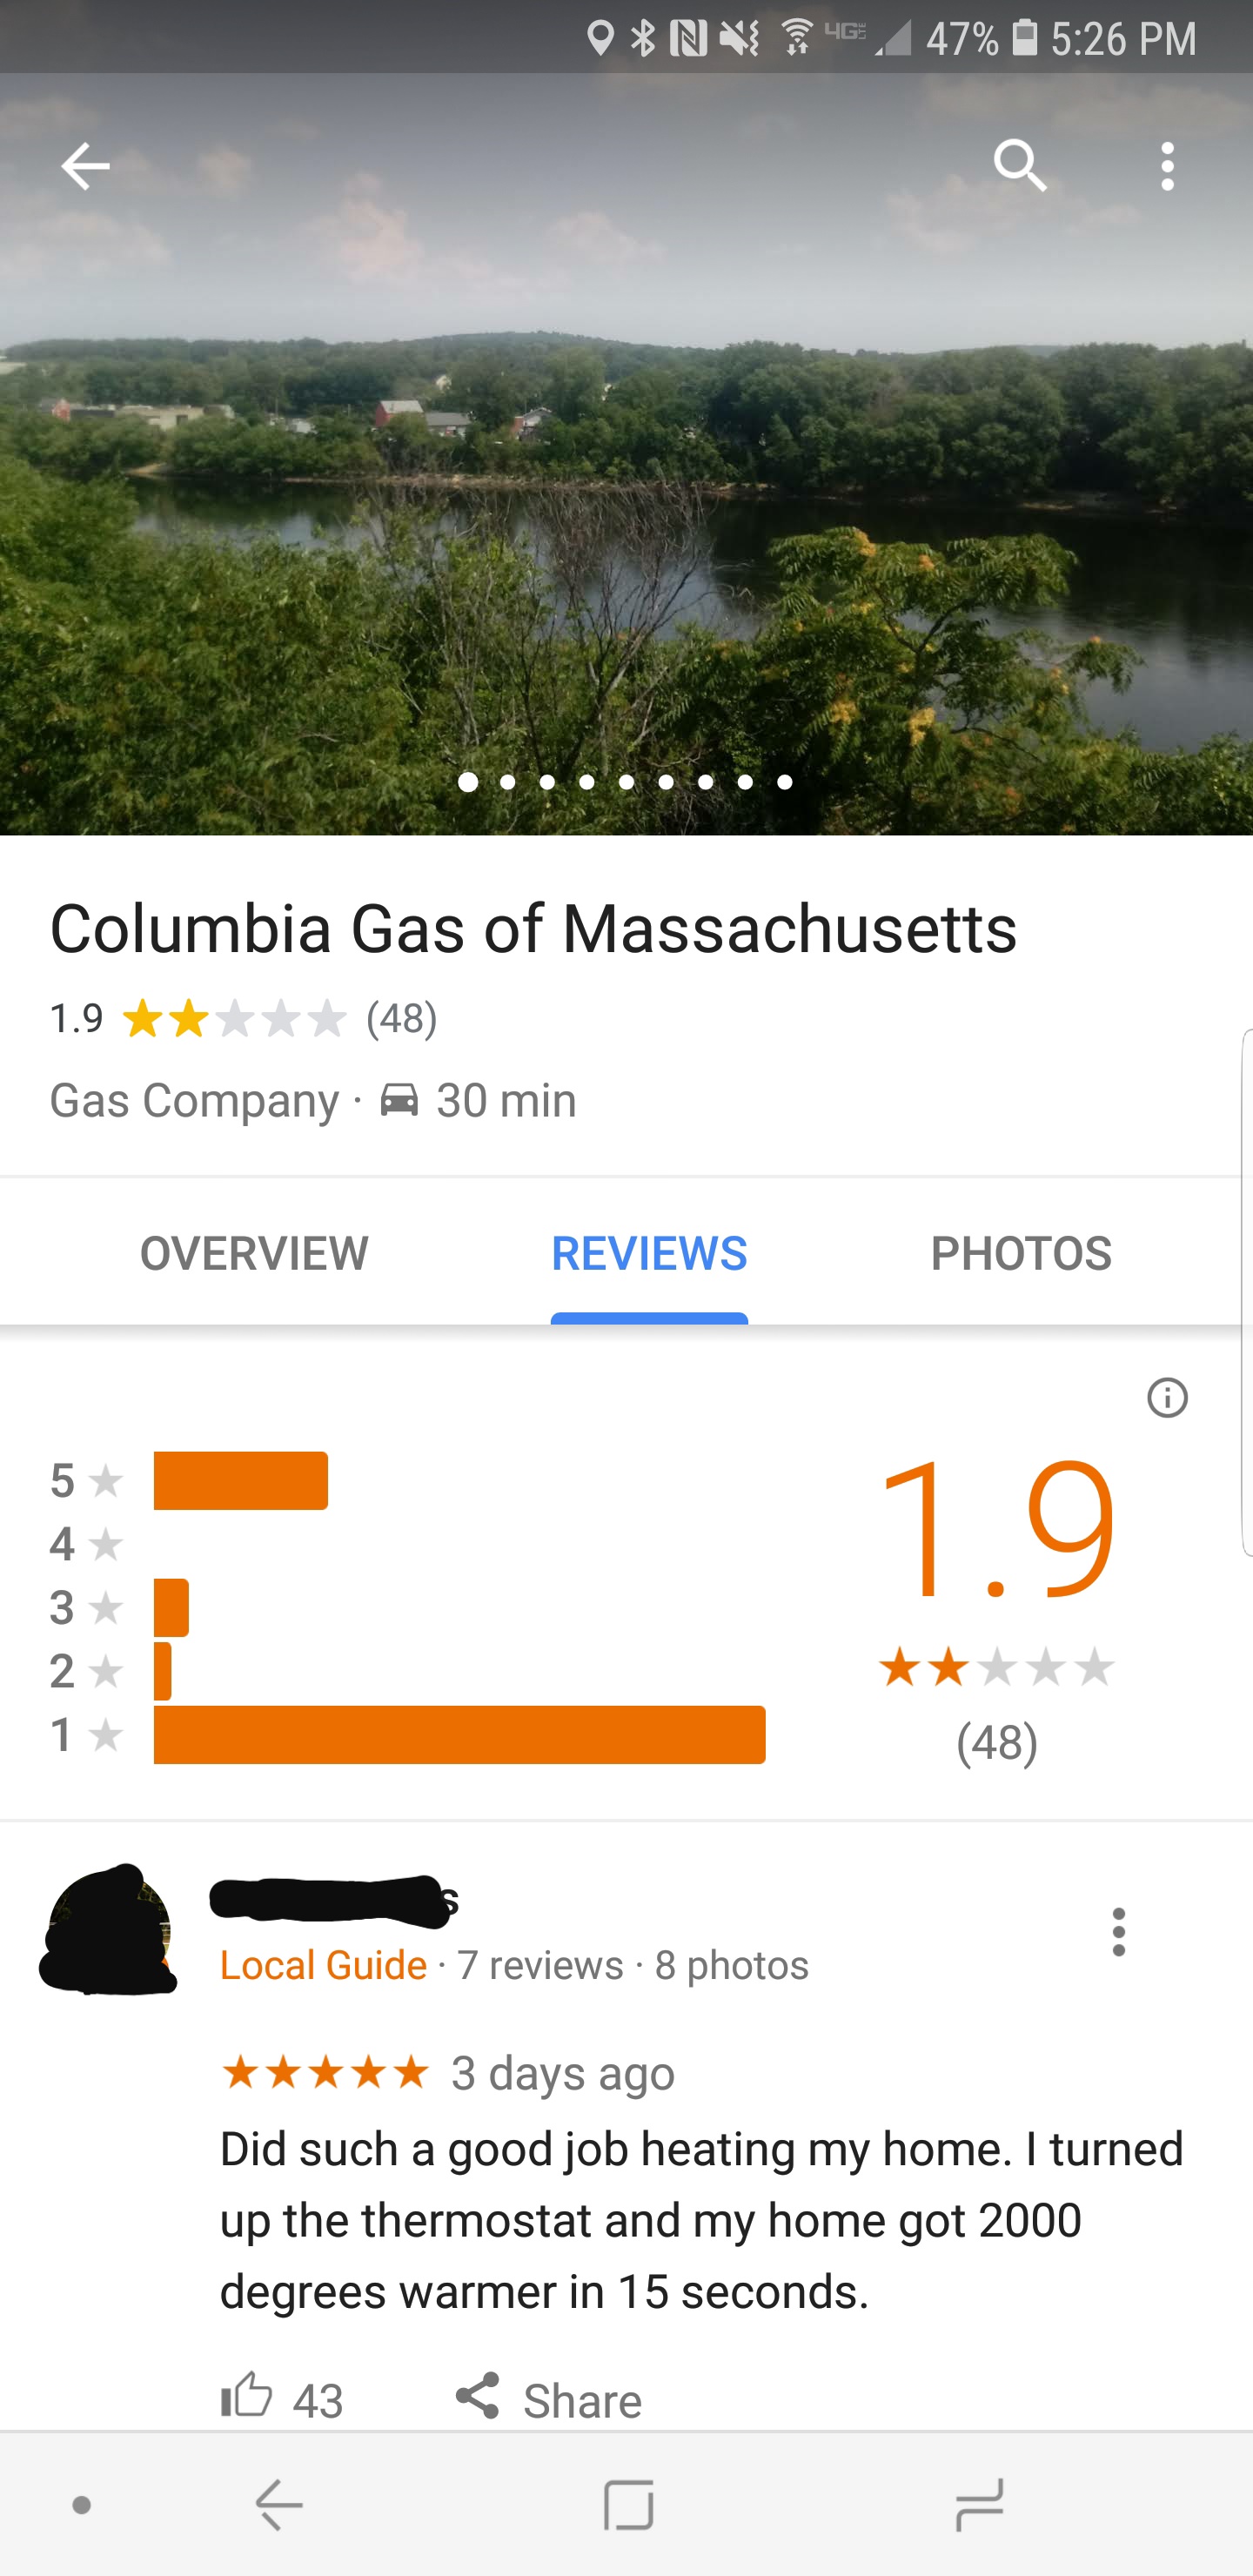 4G LTE 47% 5:26 PM
Columbia Gas of Massachusetts
1.9 (48)
Gas Company · 30 min
OVERVIEW REVIEWS PHOTOS
5
4
3
2
1
1.9
(48)
s
Local Guide · 7 reviews · 8 photos
3 days ago
Did such a good job heating my home. I turned
up the thermostat and my home got 2000
degrees warmer in 15 seconds.
43 Share